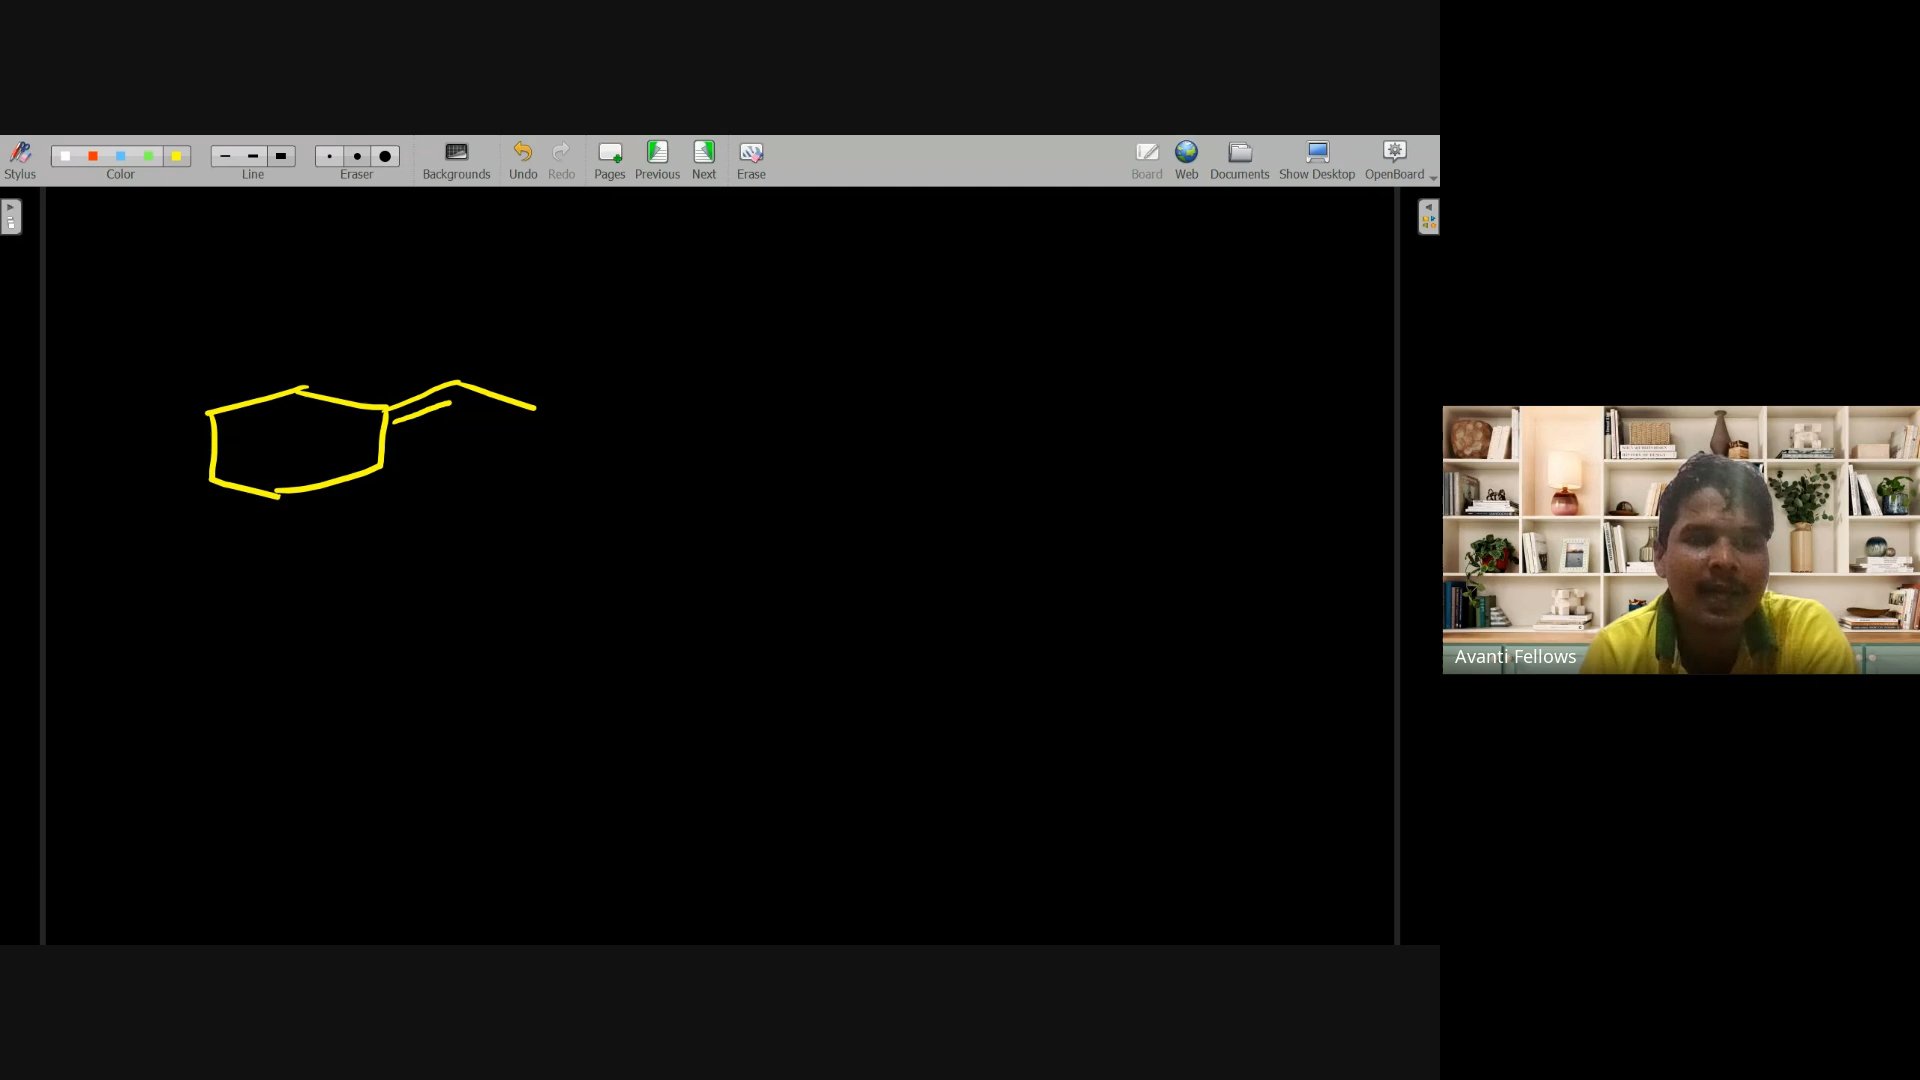 Stylus
Color
Line
Eraser
Backgrounds
Undo
Redo
Pages
Previous
Next
Erase
Board
Web
Documents
Show Desktop
OpenBoard
Avanti Fellows